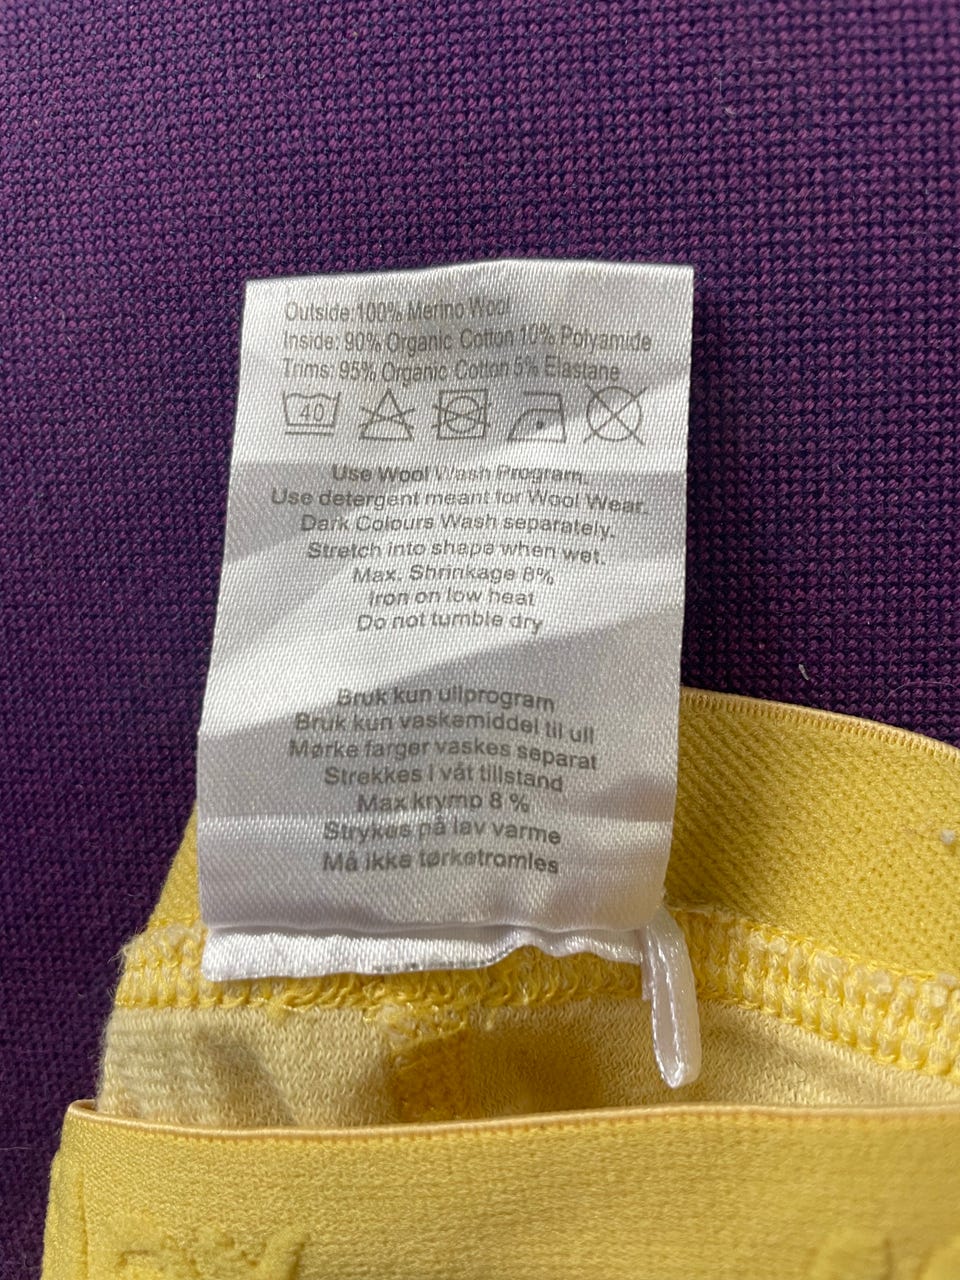 Outside:100% Merino Wool
Inside: 90% Organic Cotton 10% Polyamide
Trims: 95% Organic Cotton 5% Elastane
40
Use Wool Wash Program.
Use detergent meant for Wool Wear.
Dark Colours Wash separately.
Stretch into shape when wet.
Max. Shrinkage 8%
Iron on low heat
Do not tumble dry
Bruk kun ullprogram
Bruk kun vaskemiddel til ull
Mørke farger vaskes separat
Strekkes i våt tilstand
Max krymp 8 %
Strykes på lav varme
Må ikke tørketromles